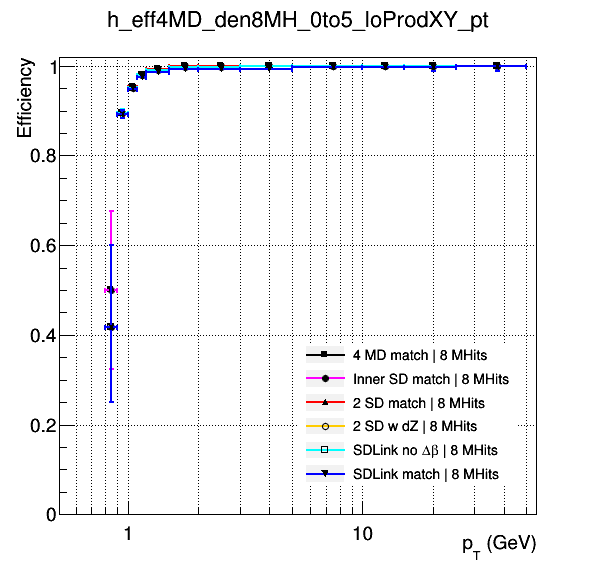 h_eff4MD_den8MH_0to5_loProdXY_pt
Efficiency
1
0.8
0.6
0.4
0.2
0
4 MD match | 8 MHits
Inner SD match | 8 MHits
2 SD match | 8 MHits
2 SD w dZ | 8 MHits
SDLink no Δβ | 8 MHits
SDLink match | 8 MHits
1 10
p_T (GeV)